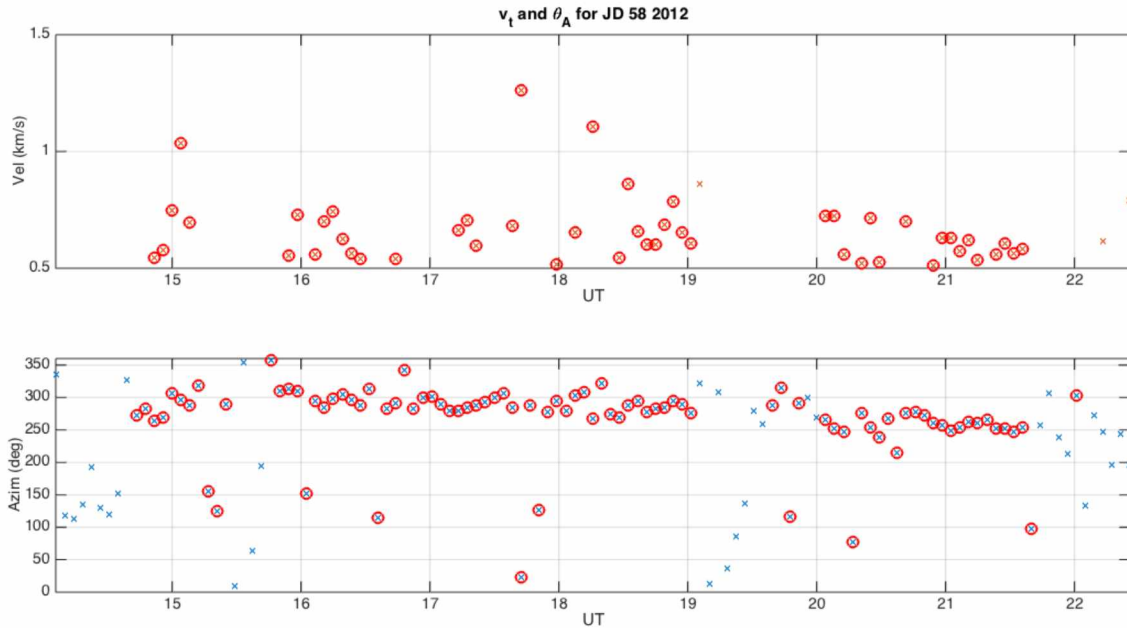 v_t and θ_A for JD 58 2012
1.5
1
0.5
Vel (km/s)
15 16 17 18 19 20 21 22
UT
350
300
250
200
150
100
50
0
Azim (deg)
15 16 17 18 19 20 21 22
UT